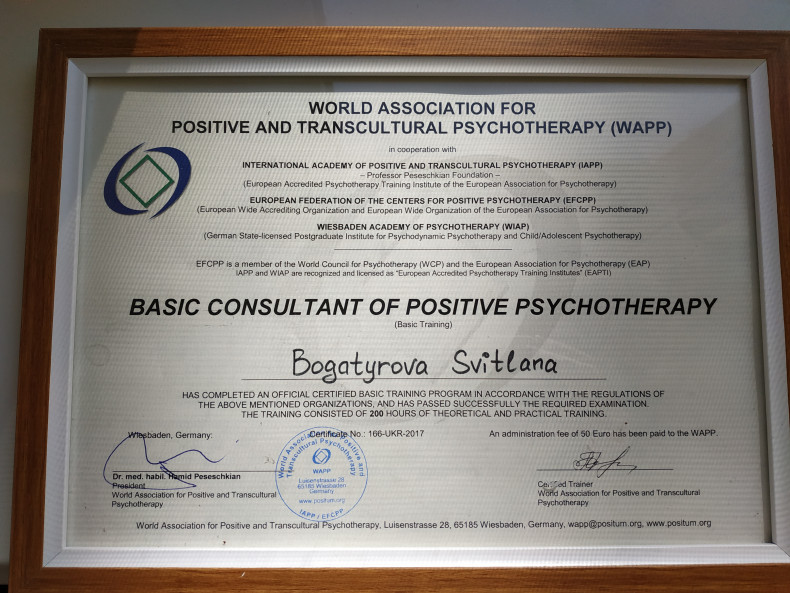 WORLD ASSOCIATION FOR
POSITIVE AND TRANSCULTURAL PSYCHOTHERAPY (WAPP)
in cooperation with
INTERNATIONAL ACADEMY OF POSITIVE AND TRANSCULTURAL PSYCHOTHERAPY (IAPP)
– Professor Peseschkian Foundation –
(European Accredited Psychotherapy Training Institute of the European Association for Psychotherapy)
EUROPEAN FEDERATION OF THE CENTERS FOR POSITIVE PSYCHOTHERAPY (EFCPP)
(European Wide Accrediting Organization and European Wide Organization of the European Association for Psychotherapy)
WIESBADEN ACADEMY OF PSYCHOTHERAPY (WIAP)
(German State-licensed Postgraduate Institute for Psychodynamic Psychotherapy and Child/Adolescent Psychotherapy)
EFCPP is a member of the World Council for Psychotherapy (WCP) and the European Association for Psychotherapy (EAP)
IAPP and WIAP are recognized and licensed as "European Accredited Psychotherapy Training Institutes" (EAPTI)
BASIC CONSULTANT OF POSITIVE PSYCHOTHERAPY
(Basic Training)
Bogatyrova Svitlana
HAS COMPLETED AN OFFICIAL CERTIFIED BASIC TRAINING PROGRAM IN ACCORDANCE WITH THE REGULATIONS OF
THE ABOVE MENTIONED ORGANIZATIONS, AND HAS PASSED SUCCESSFULLY THE REQUIRED EXAMINATION.
THE TRAINING CONSISTED OF 200 HOURS OF THEORETICAL AND PRACTICAL TRAINING.
Wiesbaden, Germany: Certificate No.: 166-UKR-2017 An administration fee of 50 Euro has been paid to the WAPP.
Dr. med. habil. Hamid Peseschkian
President
World Association for Positive and Transcultural
Psychotherapy
World Association for Positive and
Transcultural Psychotherapy
WAPP
Luisenstrasse 28
65185 Wiesbaden
Germany
www.positum.org
IAPP / EFCPP
Certified Trainer
World Association for Positive and Transcultural
Psychotherapy
World Association for Positive and Transcultural Psychotherapy, Luisenstrasse 28, 65185 Wiesbaden, Germany, wapp@positum.org, www.positum.org